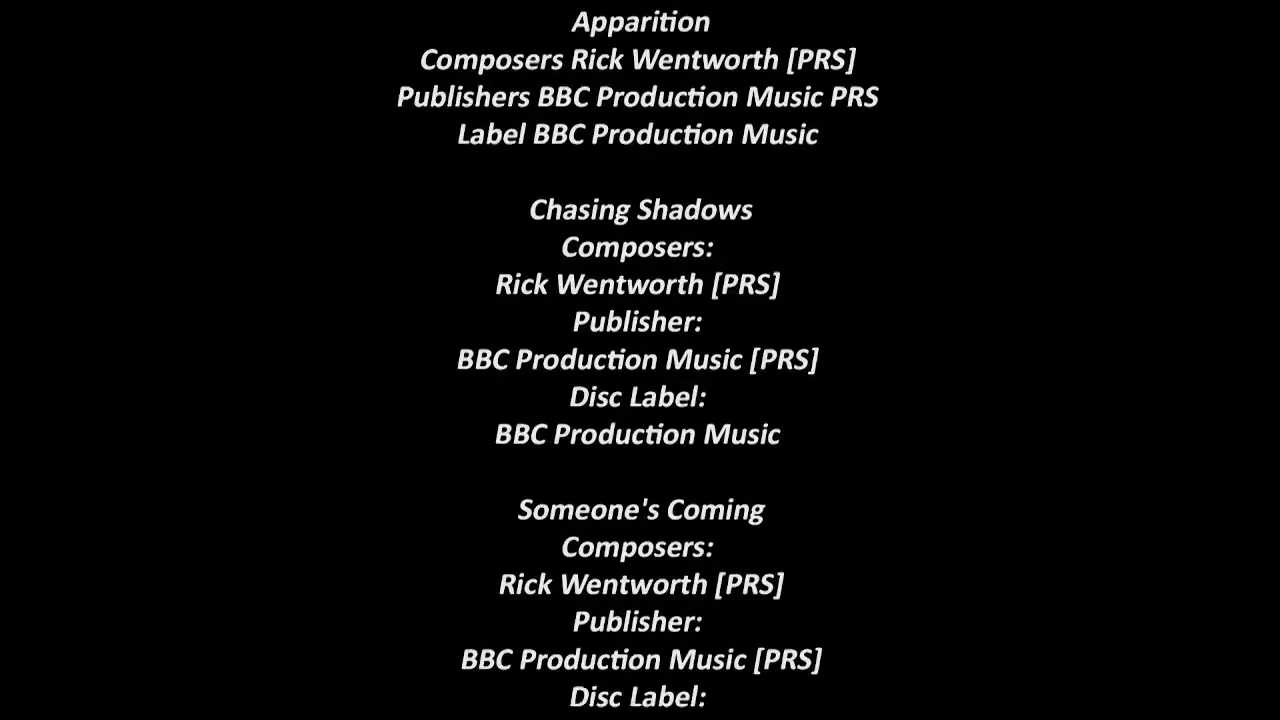 Apparition
Composers Rick Wentworth [PRS]
Publishers BBC Production Music PRS
Label BBC Production Music
Chasing Shadows
Composers:
Rick Wentworth [PRS]
Publisher:
BBC Production Music [PRS]
Disc Label:
BBC Production Music
Someone's Coming
Composers:
Rick Wentworth [PRS]
Publisher:
BBC Production Music [PRS]
Disc Label: